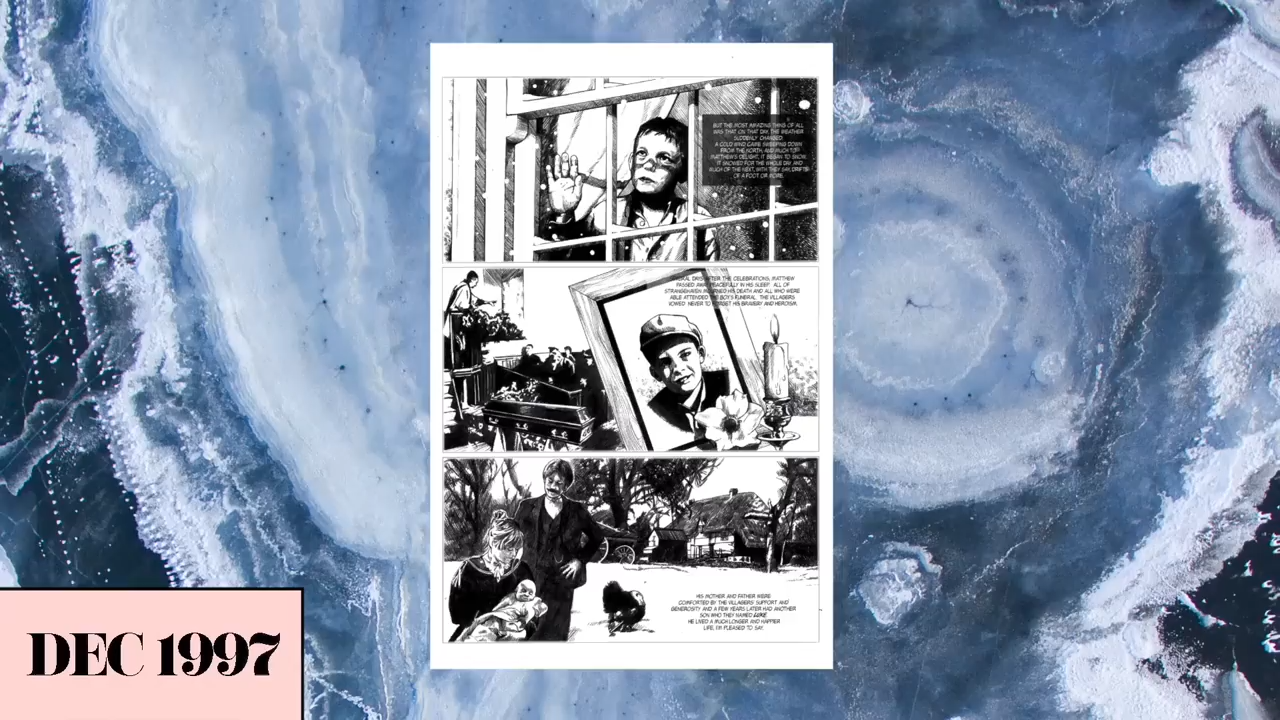 BUT THE MOST AMAZING THING OF ALL
WAS THAT ON THAT DAY, THE WEATHER
SUDDENLY CHANGED.
A COLD WIND CAME SWEEPING DOWN
FROM THE NORTH, AND MUCH TO
MATTHEW'S DELIGHT, IT BEGAN TO SNOW.
IT SNOWED FOR THE WHOLE DAY AND
MUCH OF THE NEXT, WITH THEY SAY, DRIFTS
OF A FOOT OR MORE.
DAYS AFTER THE CELEBRATIONS, MATTHEW
PASSED AWAY PEACEFULLY IN HIS SLEEP. ALL OF
STRANGEHAVEN MOURNED HIS DEATH AND ALL WHO WERE
ABLE ATTENDED THE BOY'S FUNERAL. THE VILLAGERS
VOWED NEVER TO FORGET HIS BRAVERY AND HEROISM.
HIS MOTHER AND FATHER WERE
COMFORTED BY THE VILLAGERS' SUPPORT AND
GENEROSITY AND A FEW YEARS LATER HAD ANOTHER
SON WHO THEY NAMED LUKE.
HE LIVED A MUCH LONGER AND HAPPIER
LIFE, I'M PLEASED TO SAY.
DEC 1997